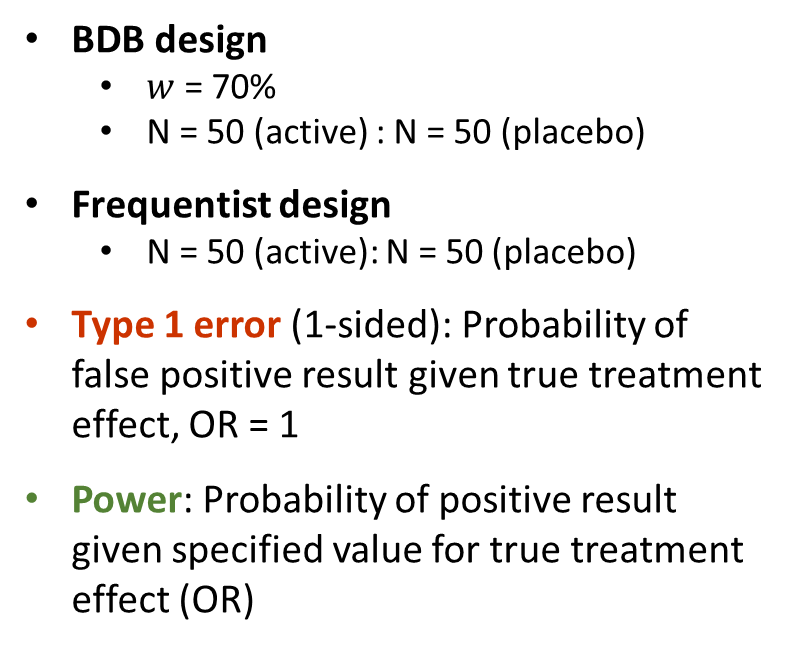 • BDB design
• 𝑤 = 70%
• N = 50 (active) : N = 50 (placebo)
• Frequentist design
• N = 50 (active): N = 50 (placebo)
• Type 1 error (1-sided): Probability of
false positive result given true treatment
effect, OR = 1
• Power: Probability of positive result
given specified value for true treatment
effect (OR)